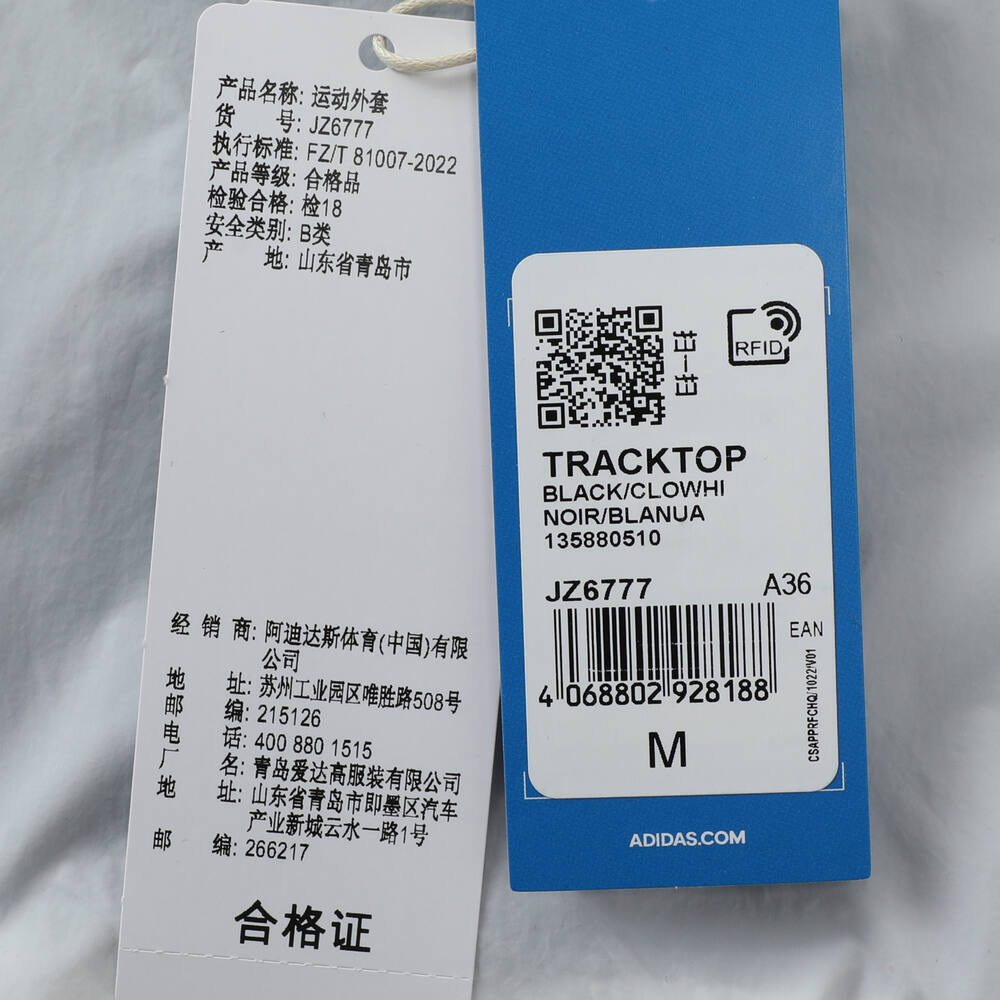 产品名称: 运动外套
货 号: JZ6777
执行标准: FZ/T 81007-2022
产品等级: 合格品
检验合格: 检18
安全类别: B类
产 地: 山东省青岛市
经 销 商: 阿迪达斯体育(中国)有限
公司
地 址: 苏州工业园区唯胜路508号
邮 编: 215126
电 话: 400 880 1515
厂 名: 青岛爱达高服装有限公司
地 址: 山东省青岛市即墨区汽车
产业新城云水一路1号
邮 编: 266217
合格证
扫一扫
RFID
TRACKTOP
BLACK/CLOWHI
NOIR/BLANUA
135880510
JZ6777 A36
EAN
4 068802 928188
CSAPPRFCHQ/1022/V01
M
ADIDAS.COM